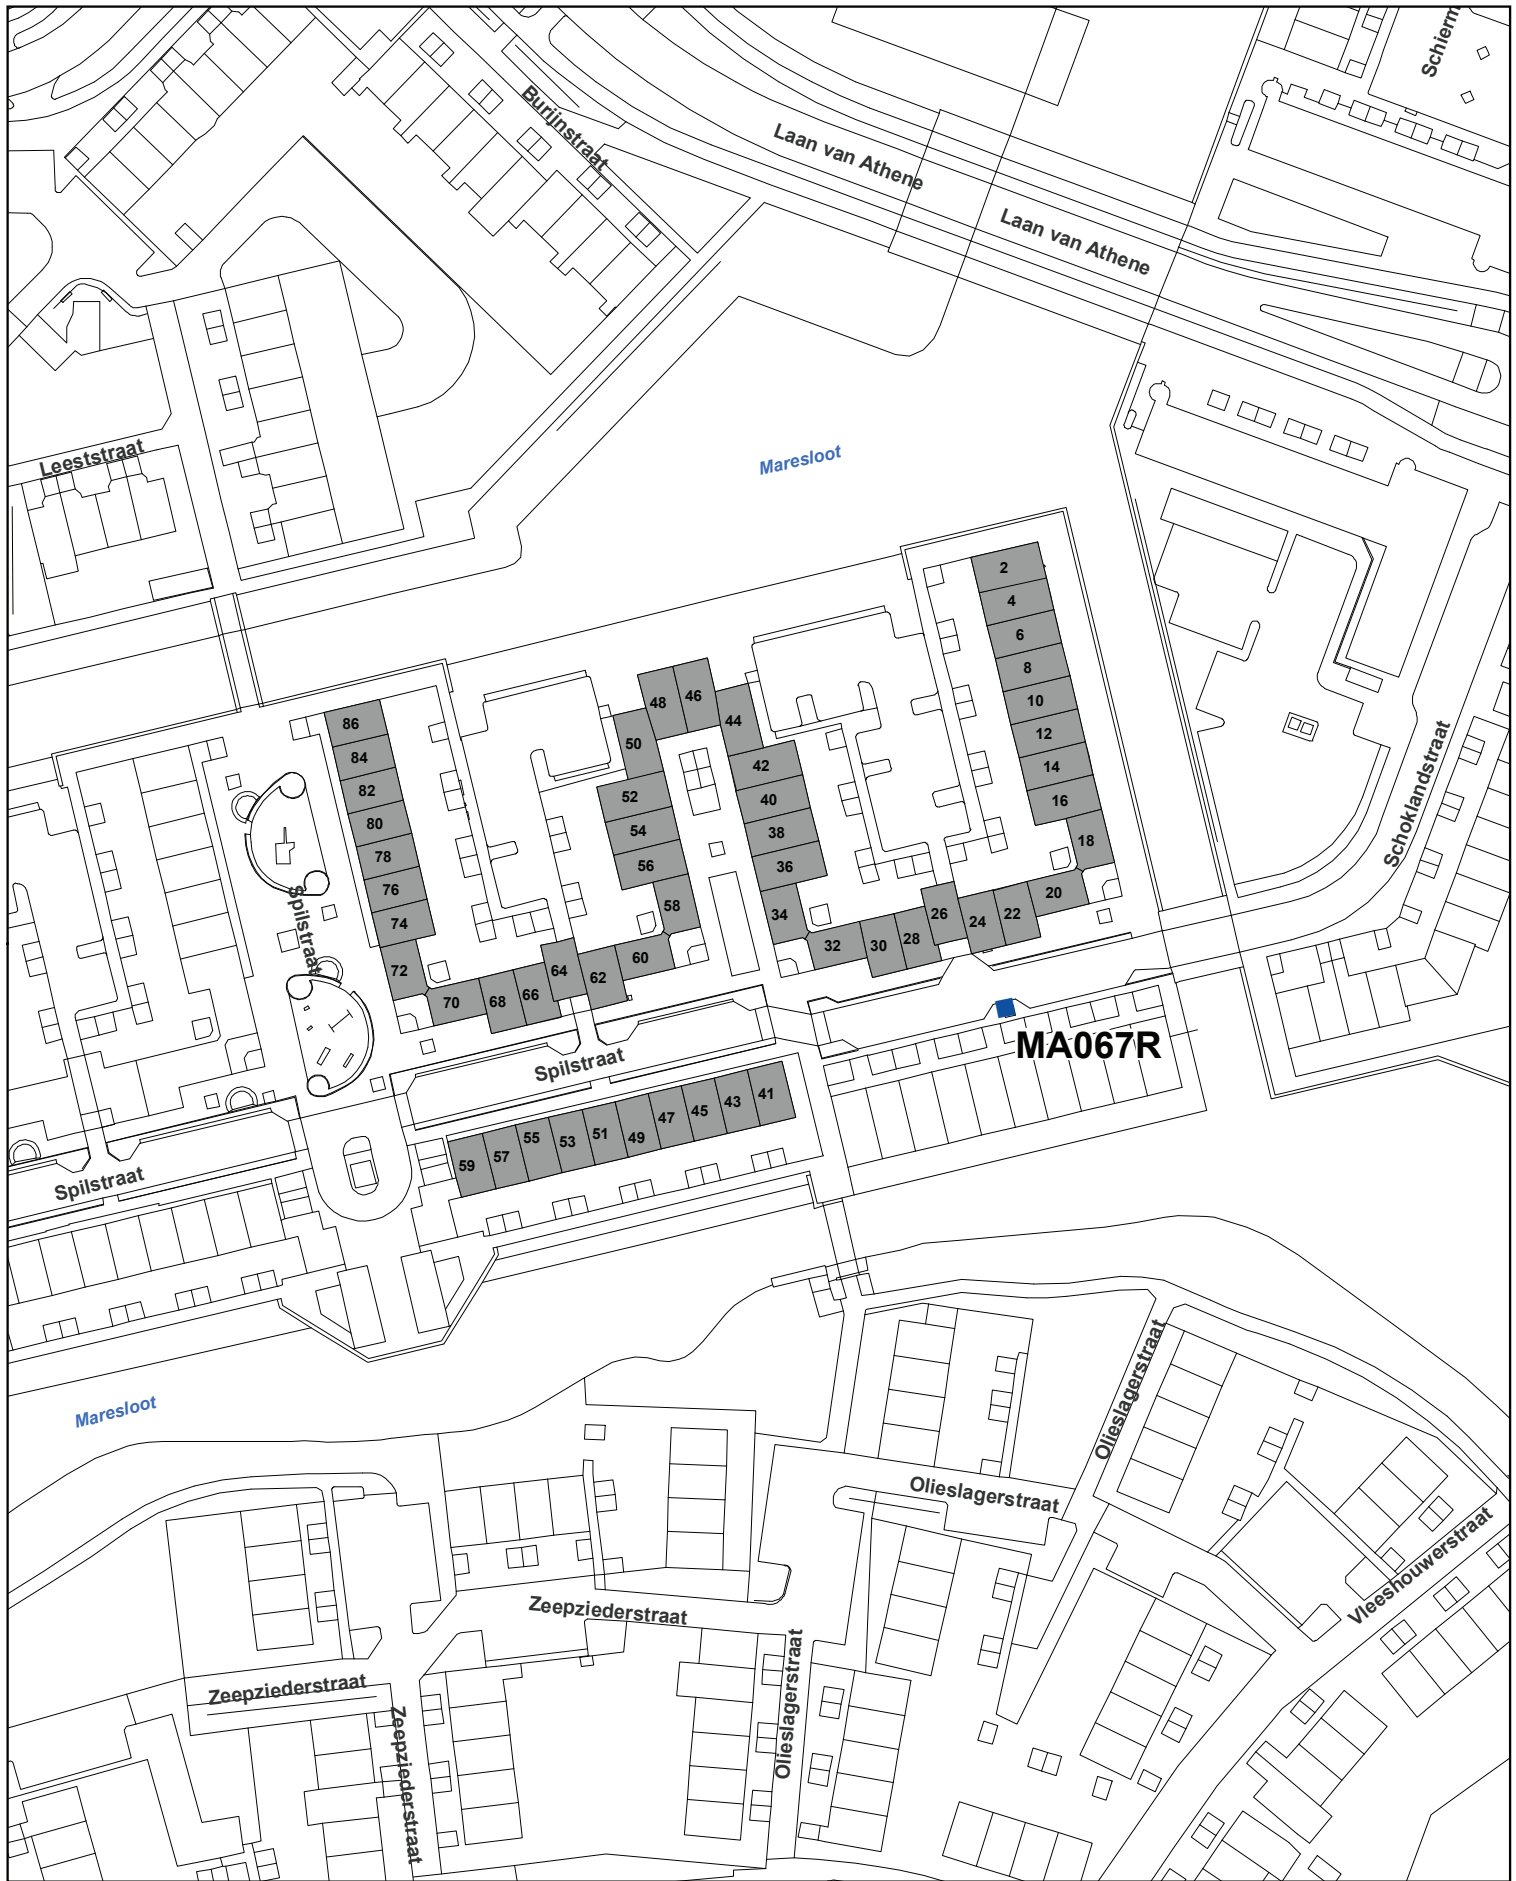 Schierm
Burijnstraat
Laan van Athene
Laan van Athene
Leeststraat
Maresloot
2
4
6
8
10
12
14
16
18
20
22
24
26
28
30
32
34
36
38
40
42
44
46
48
50
52
54
56
58
60
62
64
66
68
70
72
74
76
78
80
82
84
86
Schoklandstraat
Spilstraat
MA067R
Spilstraat
41
43
45
47
49
51
53
55
57
59
Spilstraat
Maresloot
Olieslagerstraat
Olieslagerstraat
Vleeshouwerstraat
Zeepziederstraat
Olieslagerstraat
Zeepziederstraat
Zeepziederstraat